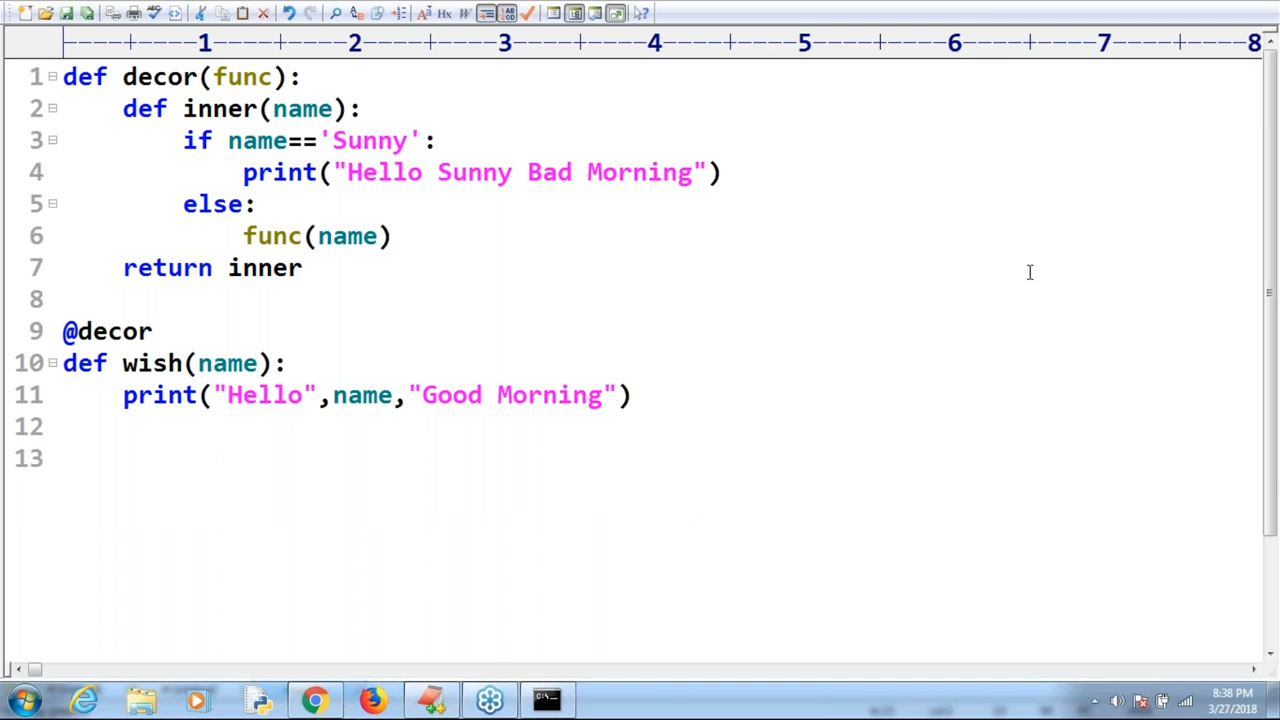 1 2 3 4 5 6 7 8
1 def decor(func):
2     def inner(name):
3         if name=='Sunny':
4             print("Hello Sunny Bad Morning")
5         else:
6             func(name)
7     return inner
8
9 @decor
10 def wish(name):
11     print("Hello",name,"Good Morning")
12
13
8:38 PM
3/27/2018